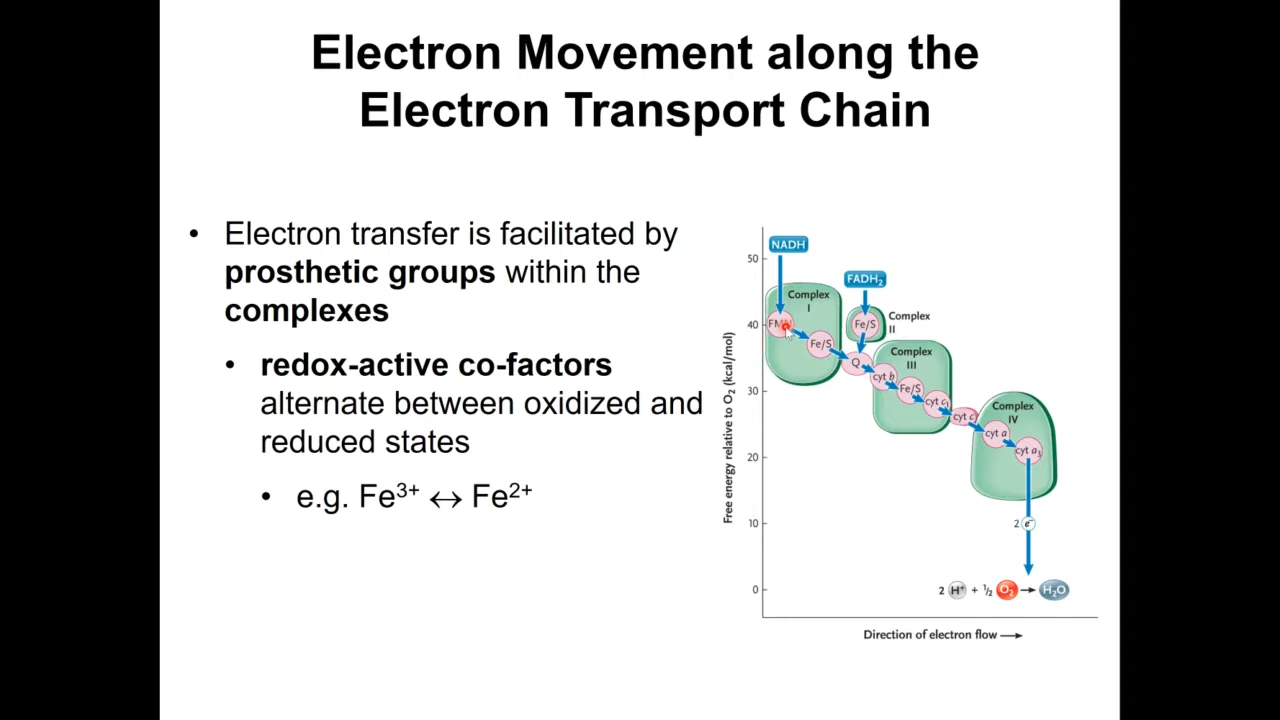 Electron Movement along the
Electron Transport Chain
• Electron transfer is facilitated by
prosthetic groups within the
complexes
• redox-active co-factors
alternate between oxidized and
reduced states
• e.g. Fe³⁺ ↔ Fe²⁺
Free energy relative to O₂ (kcal/mol)
50
40
30
20
10
0
NADH
FADH₂
Complex
I
Fe/S
Fe/S
Complex
II
Q
Complex
III
cyt b
Fe/S
cyt c₁
cyt c
Complex
IV
cyt a
cyt a₃
2 e⁻
2 H⁺ + ½ O₂ → H₂O
Direction of electron flow →